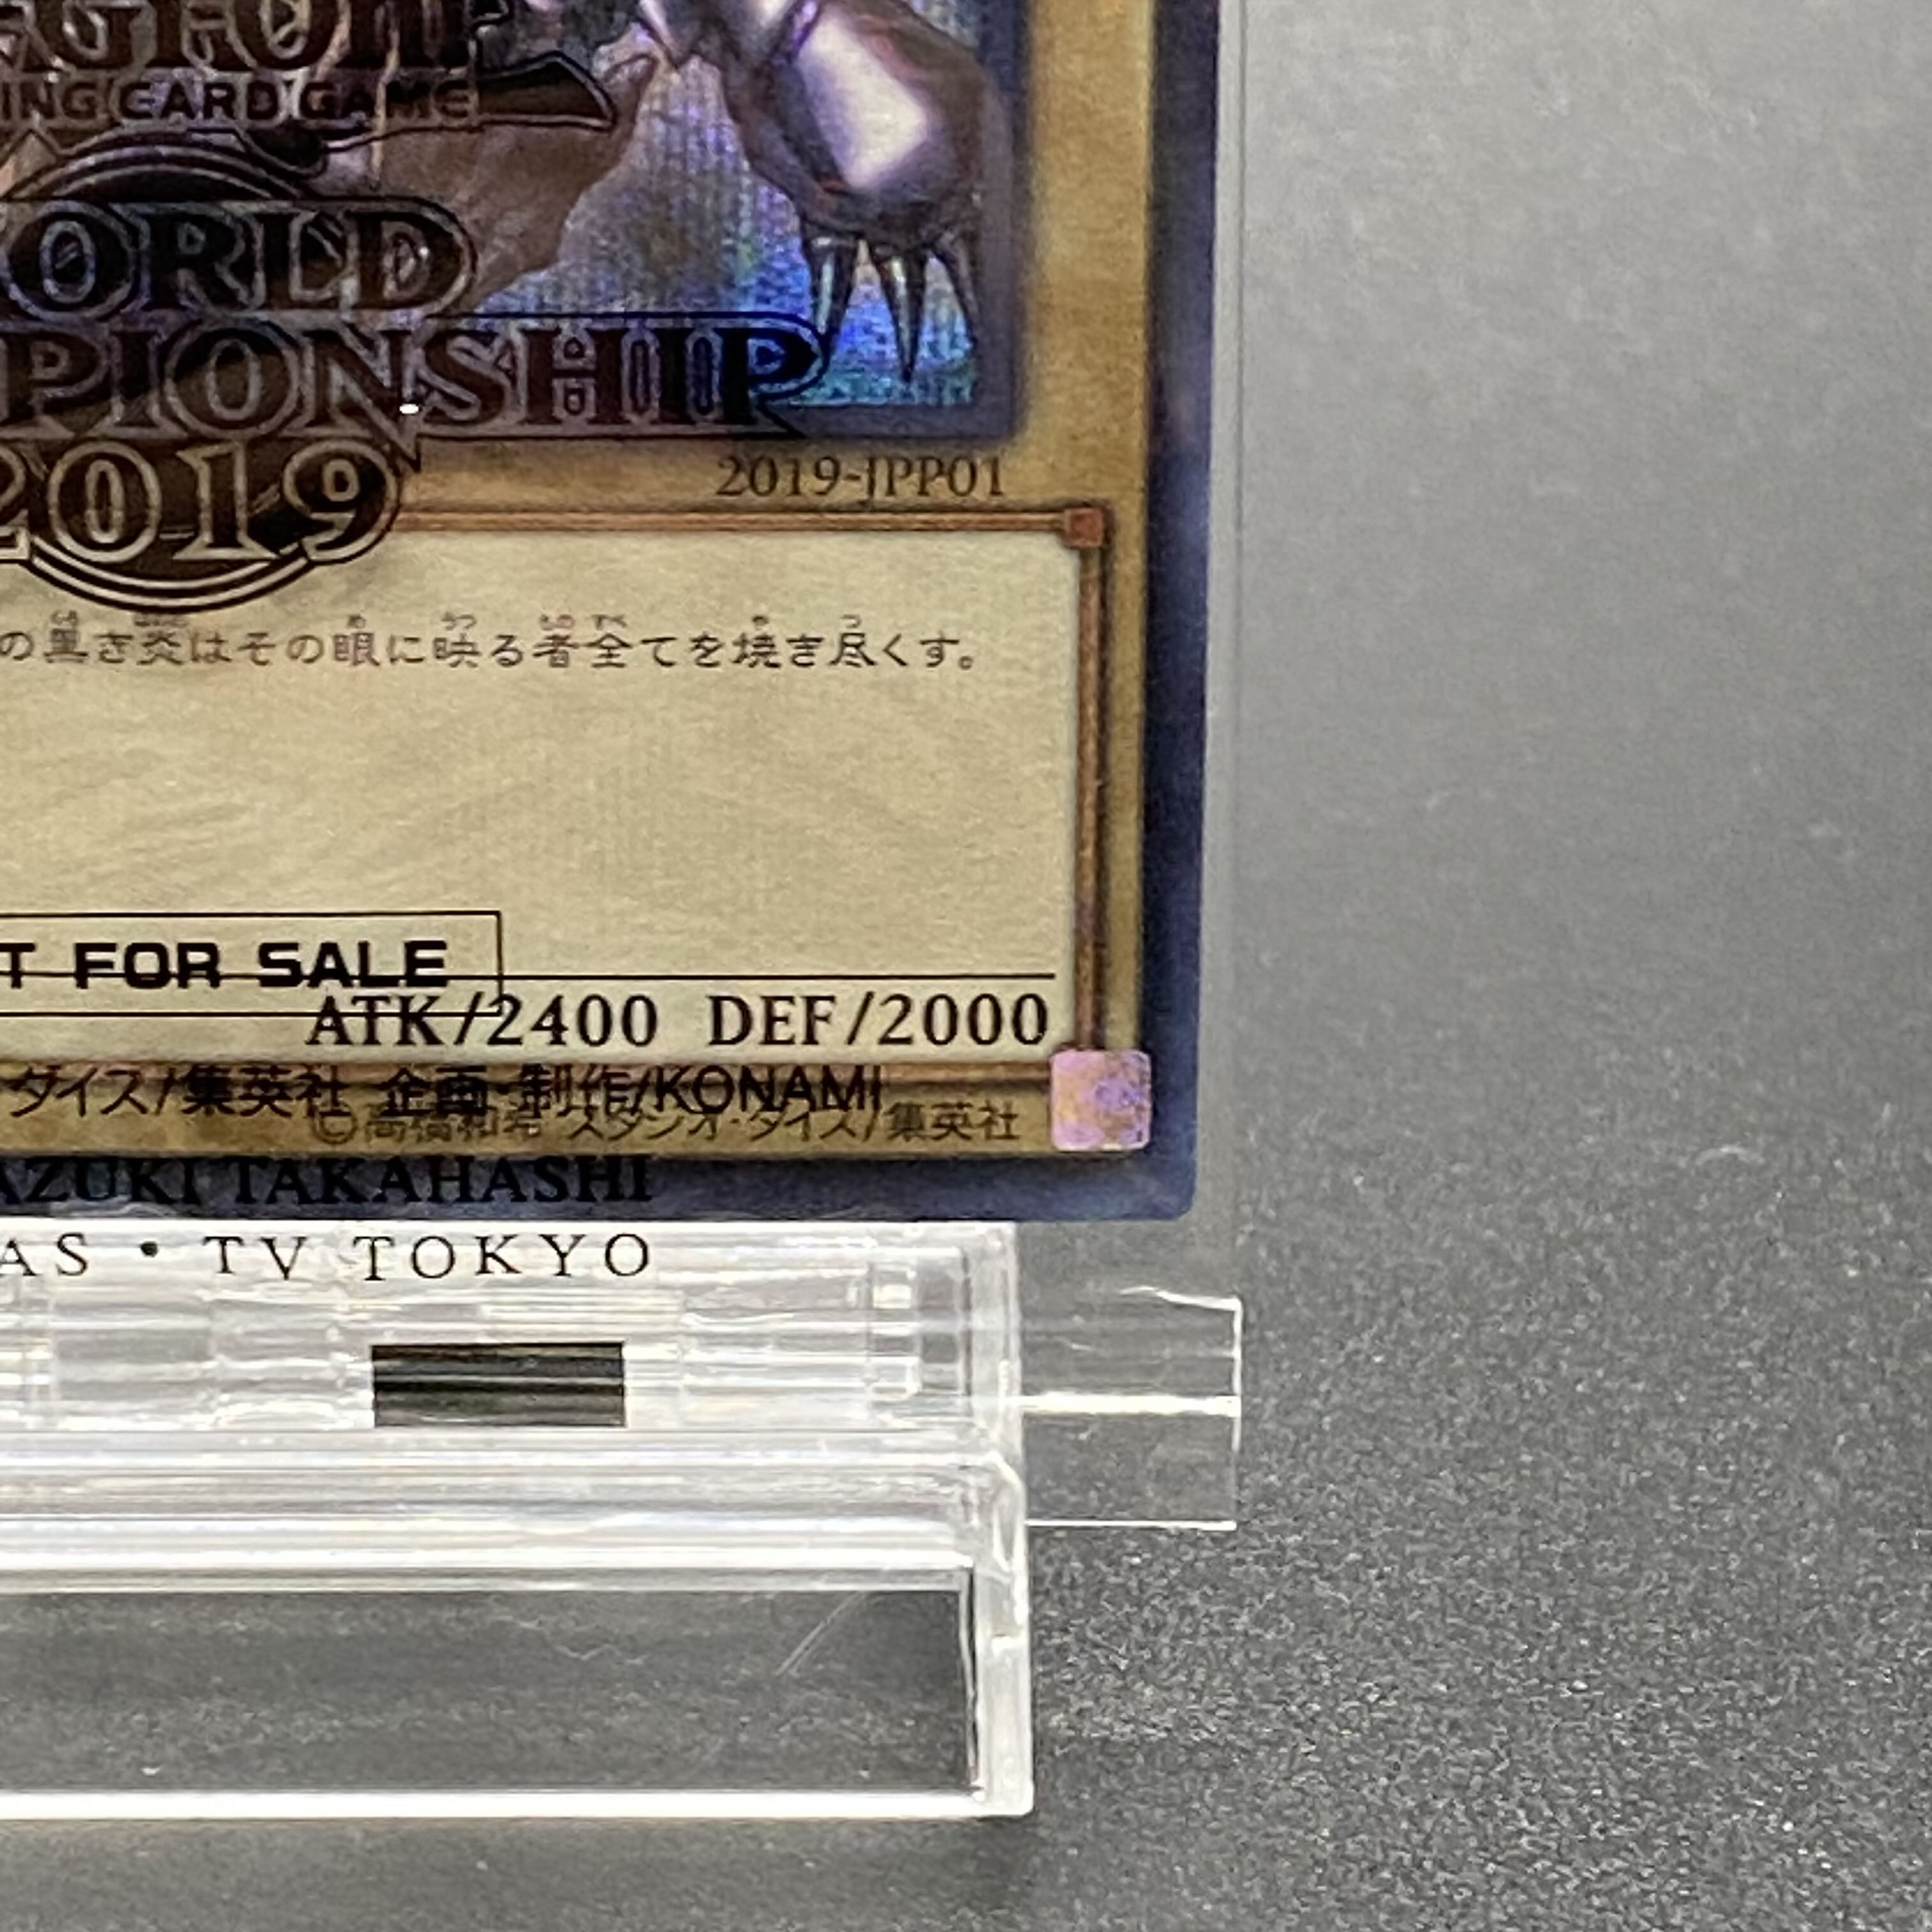 ING CARD GAME
ORLD
PIONSHIP
2019
2019-JPP01
の黒き炎はその眼に映る者全てを焼き尽くす。
T FOR SALE
ATK/2400 DEF/2000
ダイス/集英社 企画・制作/KONAMI
©高橋和希 スタジオ・ダイス/集英社
AZUKI TAKAHASHI
AS・TV TOKYO